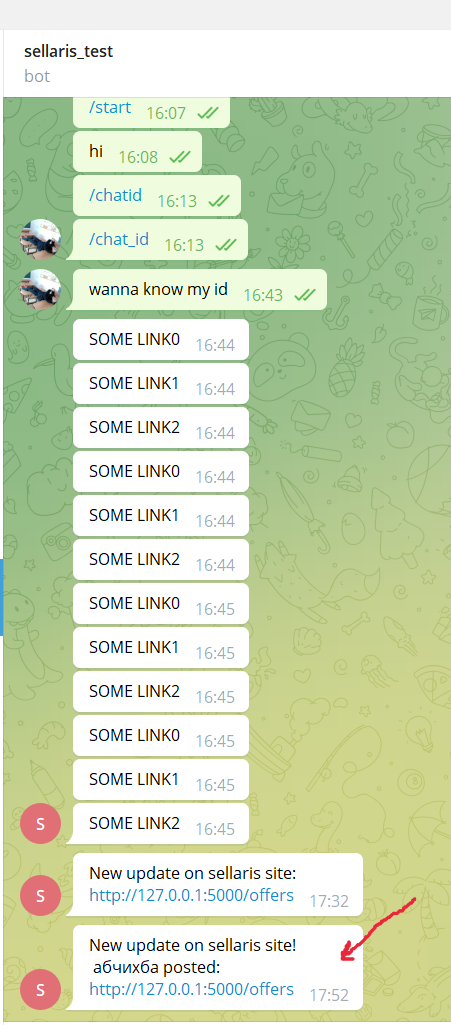 sellaris_test
bot
/start 16:07
hi 16:08
/chatid 16:13
/chat_id 16:13
wanna know my id 16:43
SOME LINK0 16:44
SOME LINK1 16:44
SOME LINK2 16:44
SOME LINK0 16:44
SOME LINK1 16:44
SOME LINK2 16:44
SOME LINK0 16:45
SOME LINK1 16:45
SOME LINK2 16:45
SOME LINK0 16:45
SOME LINK1 16:45
S SOME LINK2 16:45
New update on sellaris site:
S http://127.0.0.1:5000/offers 17:32
New update on sellaris site!
абчихба posted:
S http://127.0.0.1:5000/offers 17:52